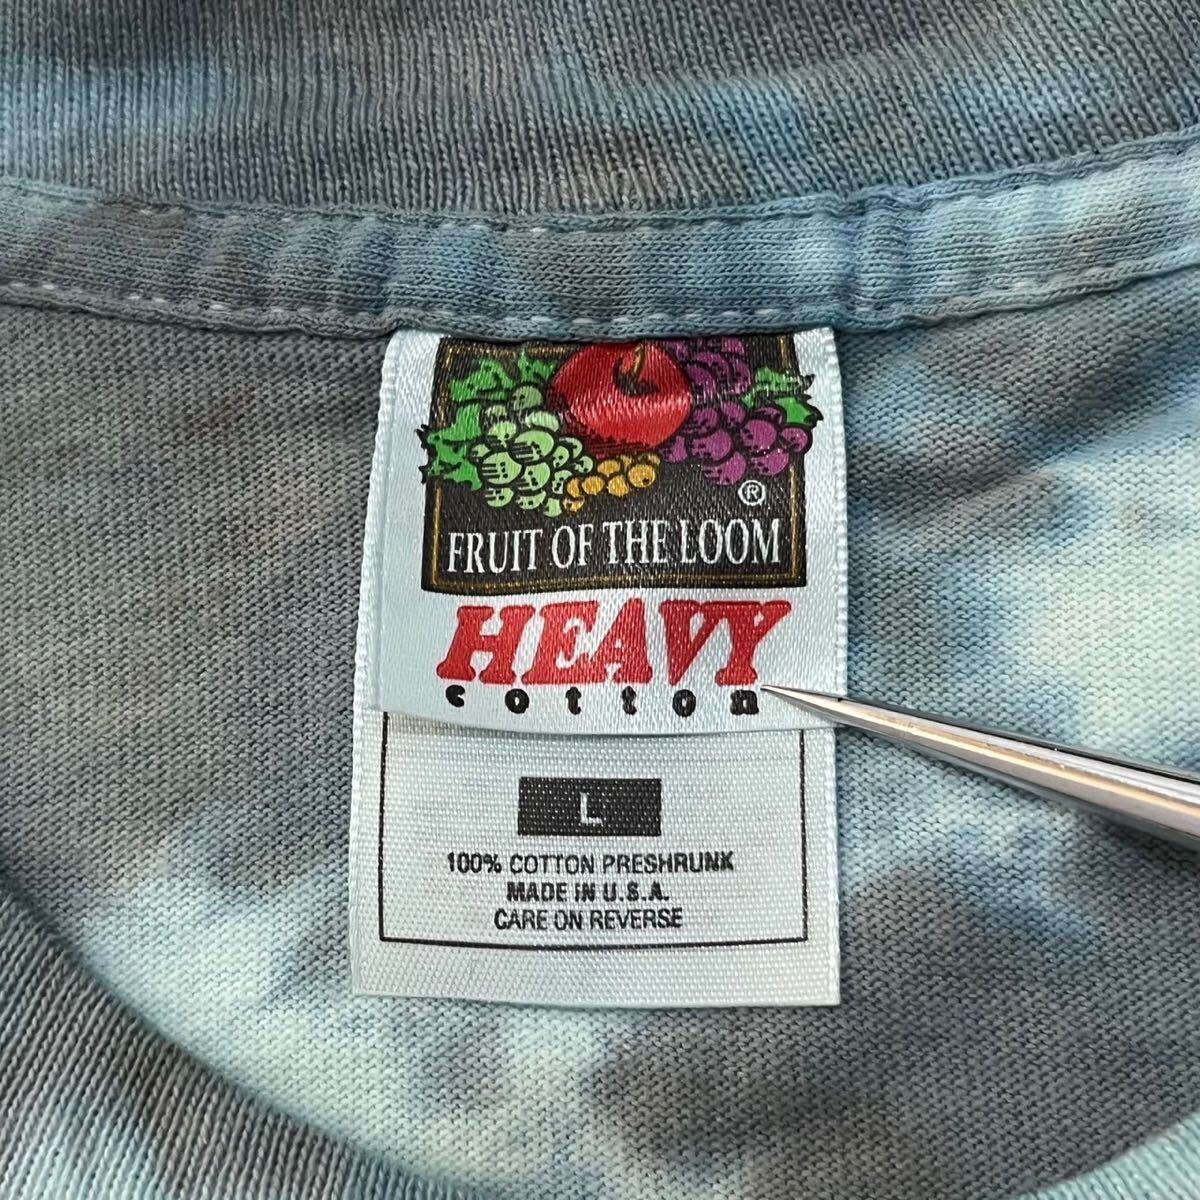 ®
FRUIT OF THE LOOM
HEAVY
cotton
L
100% COTTON PRESHRUNK
MADE IN U.S.A.
CARE ON REVERSE